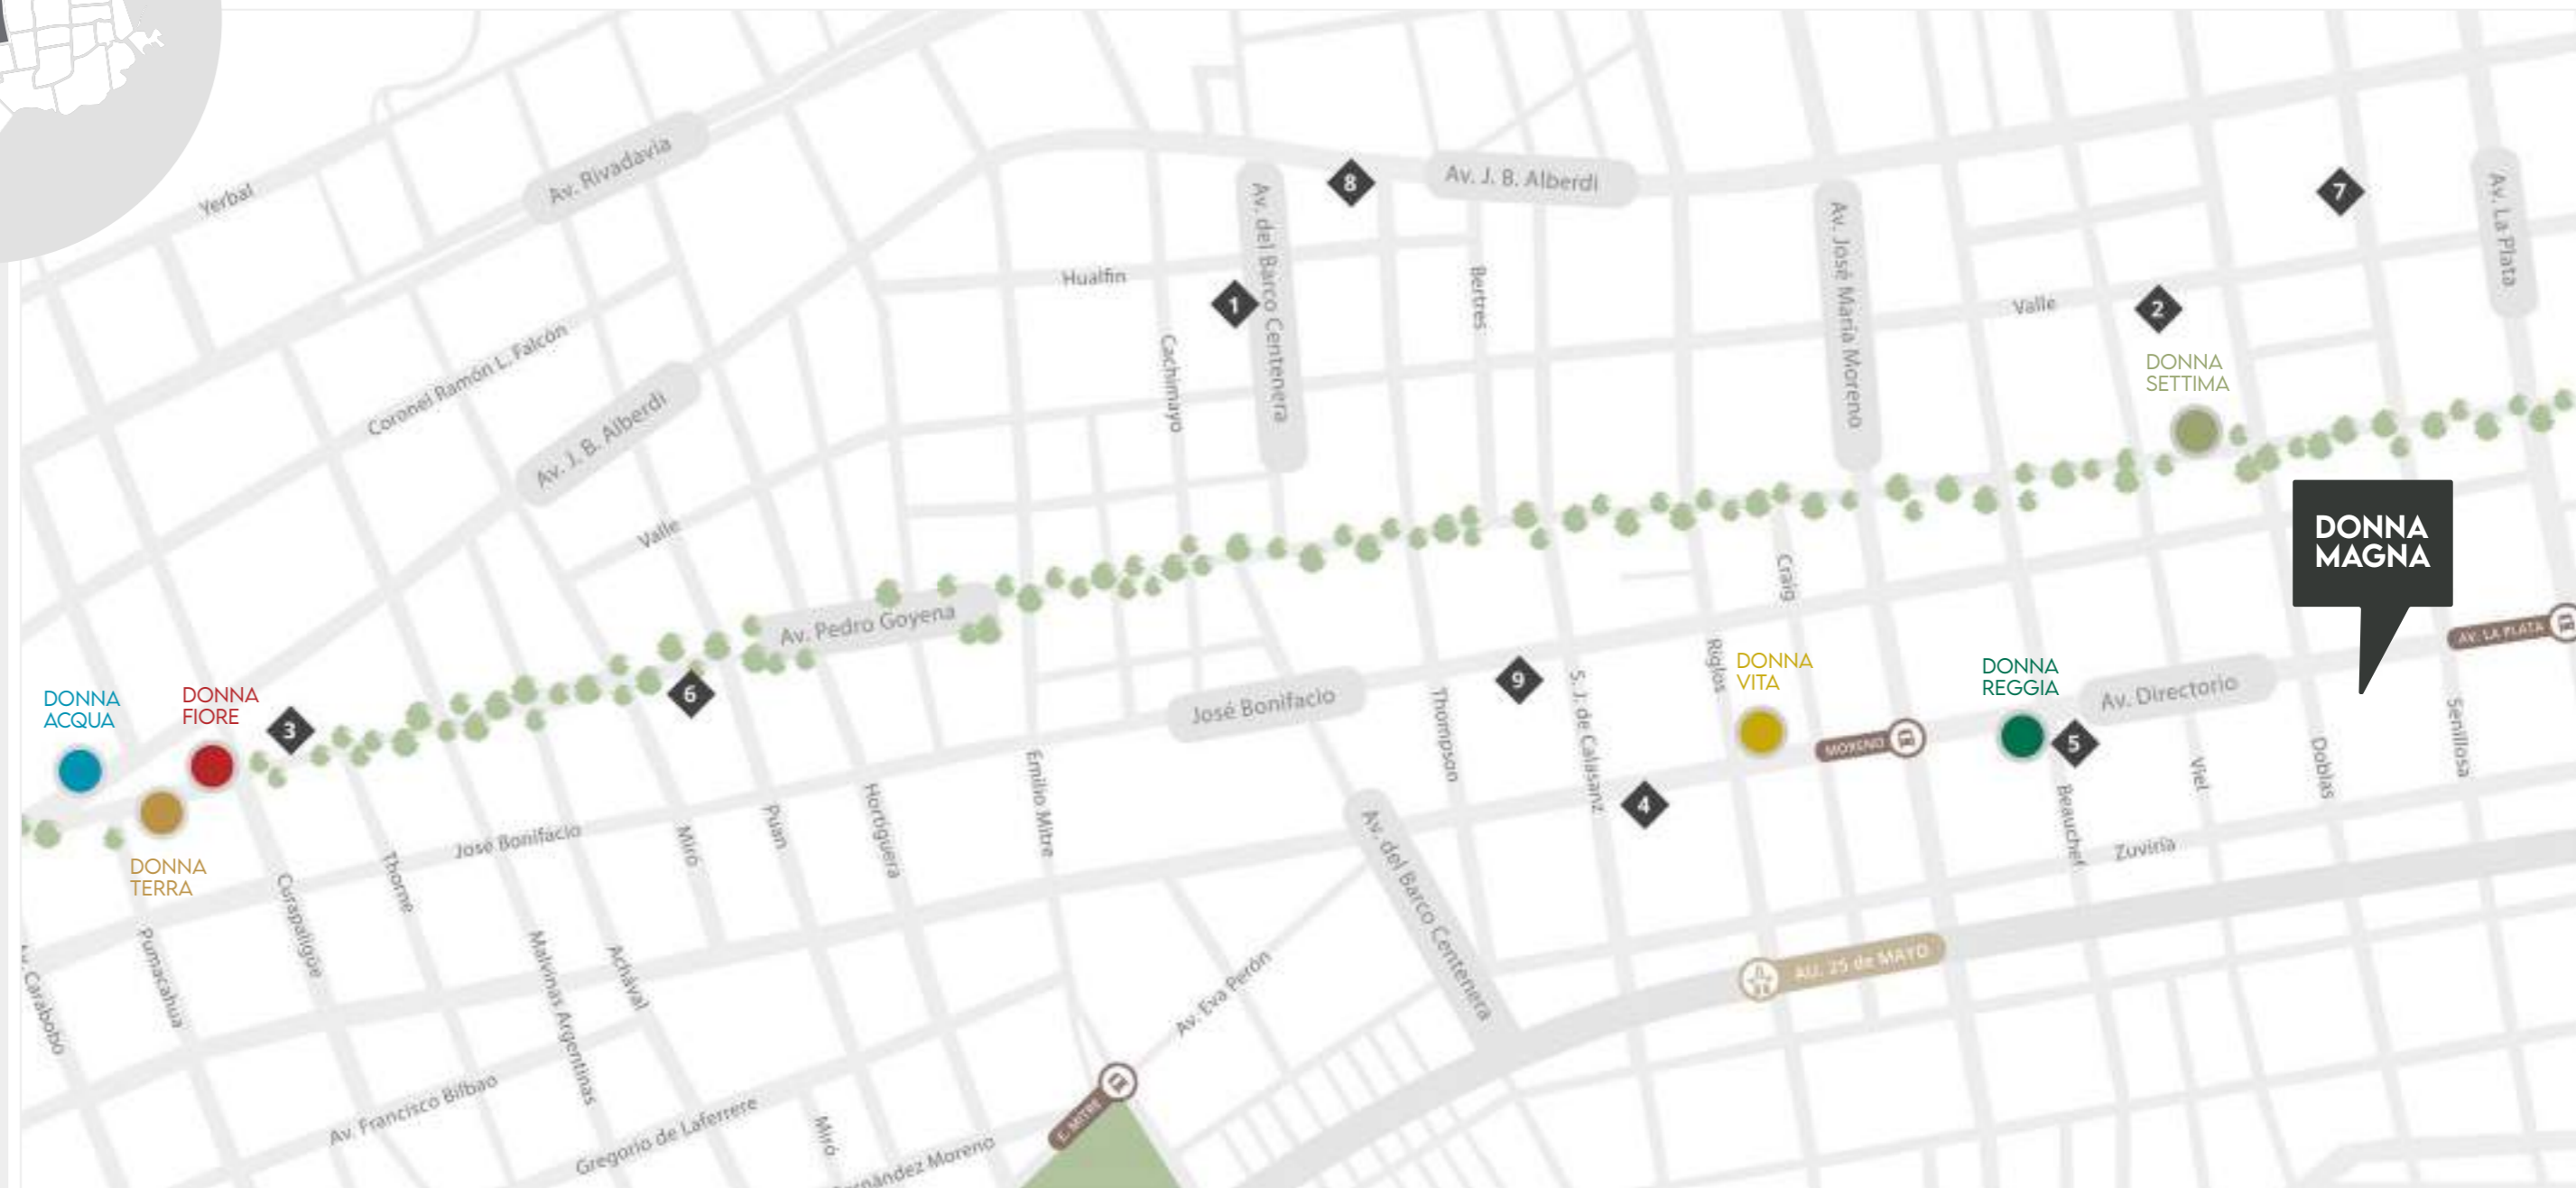 Yerbal
Av. Rivadavia
8
Av. J. B. Alberdi
7
Av. La Plata
Av. del Barco Centenera
Av. José María Moreno
Hualfin
1
Bertres
Valle
2
Cachimayo
Coronel Ramón L. Falcón
Av. J. B. Alberdi
DONNA
SETTIMA
Valle
DONNA
MAGNA
Craig
Av. Pedro Goyena
AV. LA PLATA
DONNA
ACQUA
DONNA
FIORE
3
6
José Bonifacio
Thompson
9
S. J. de Calasanz
Riglos
DONNA
VITA
MORENO
DONNA
REGGIA
5
Av. Directorio
Senillosa
DONNA
TERRA
José Bonifacio
Emilio Mitre
4
Viel
Doblas
Beauchef
Zuviría
Av. Carabobo
Pumacahua
Curapaligüe
Thorne
Malvinas Argentinas
Achával
Miró
Puan
Hortiguera
Av. del Barco Centenera
Av. Eva Perón
AU. 25 de MAYO
Av. Francisco Bilbao
Gregorio de Laferrere
Miró
E. MITRE
ernández Moreno